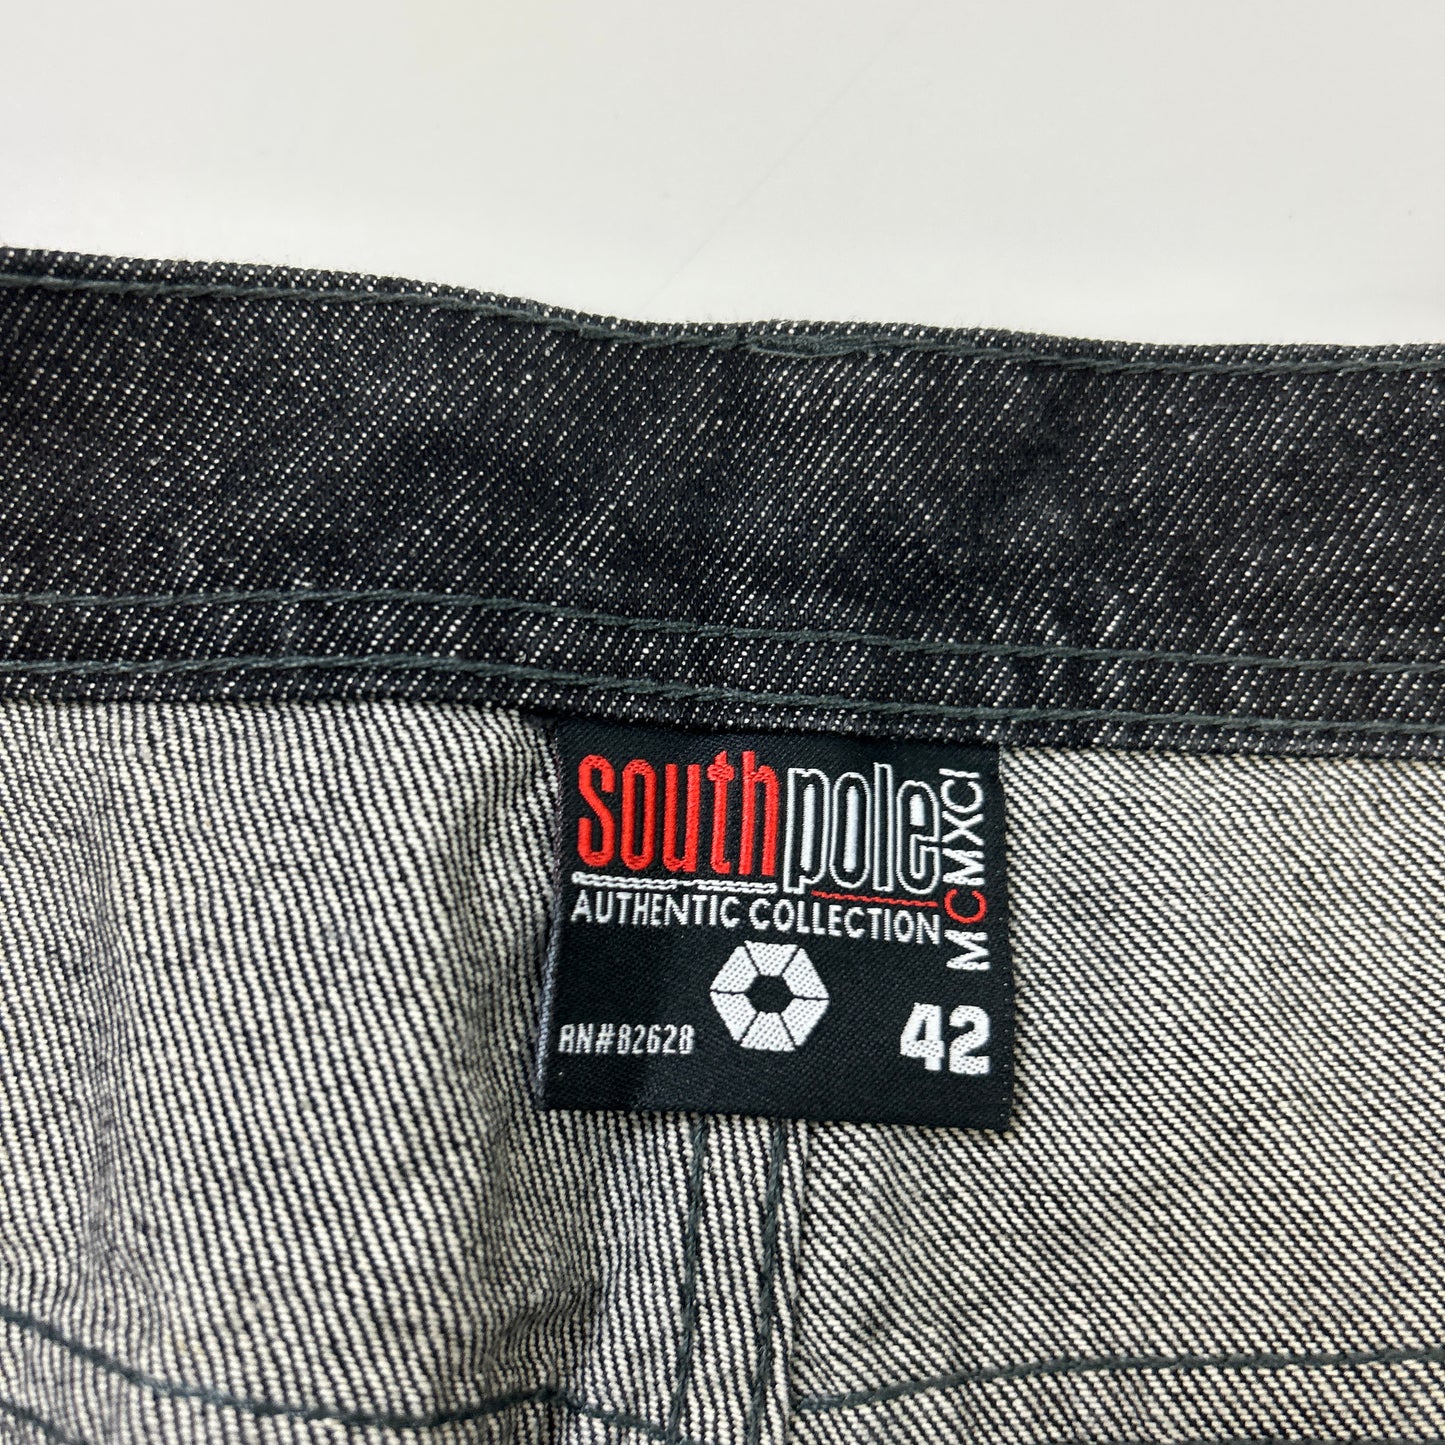 southpole
AUTHENTIC COLLECTION
MCMXCI
RN#82628
42